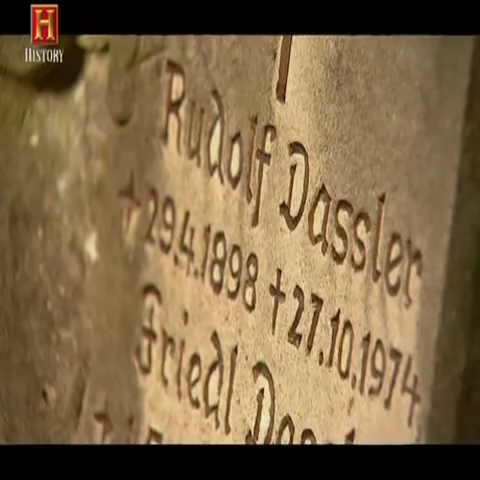 H
HISTORY
Rudolf Dassler
29.4.1898 † 27.10.1974
Friedl